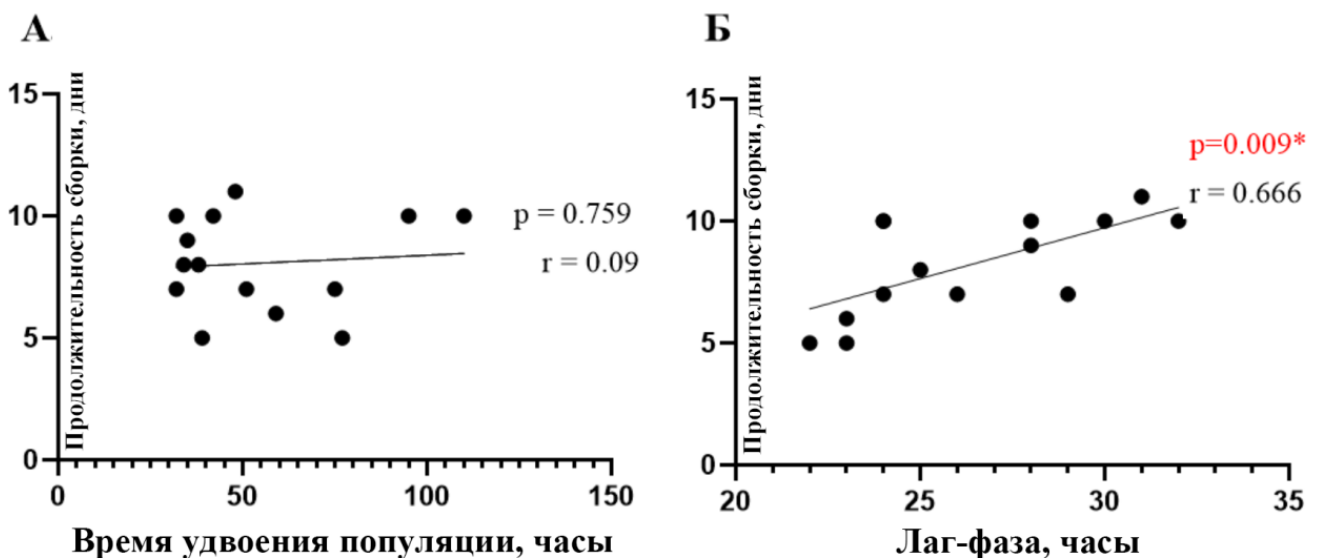 А
Продолжительность сборки, дни
15
10
5
0
0
50
100
150
p = 0.759
r = 0.09
Время удвоения популяции, часы
Б
Продолжительность сборки, дни
15
10
5
0
20
25
30
35
p=0.009*
r = 0.666
Лаг-фаза, часы